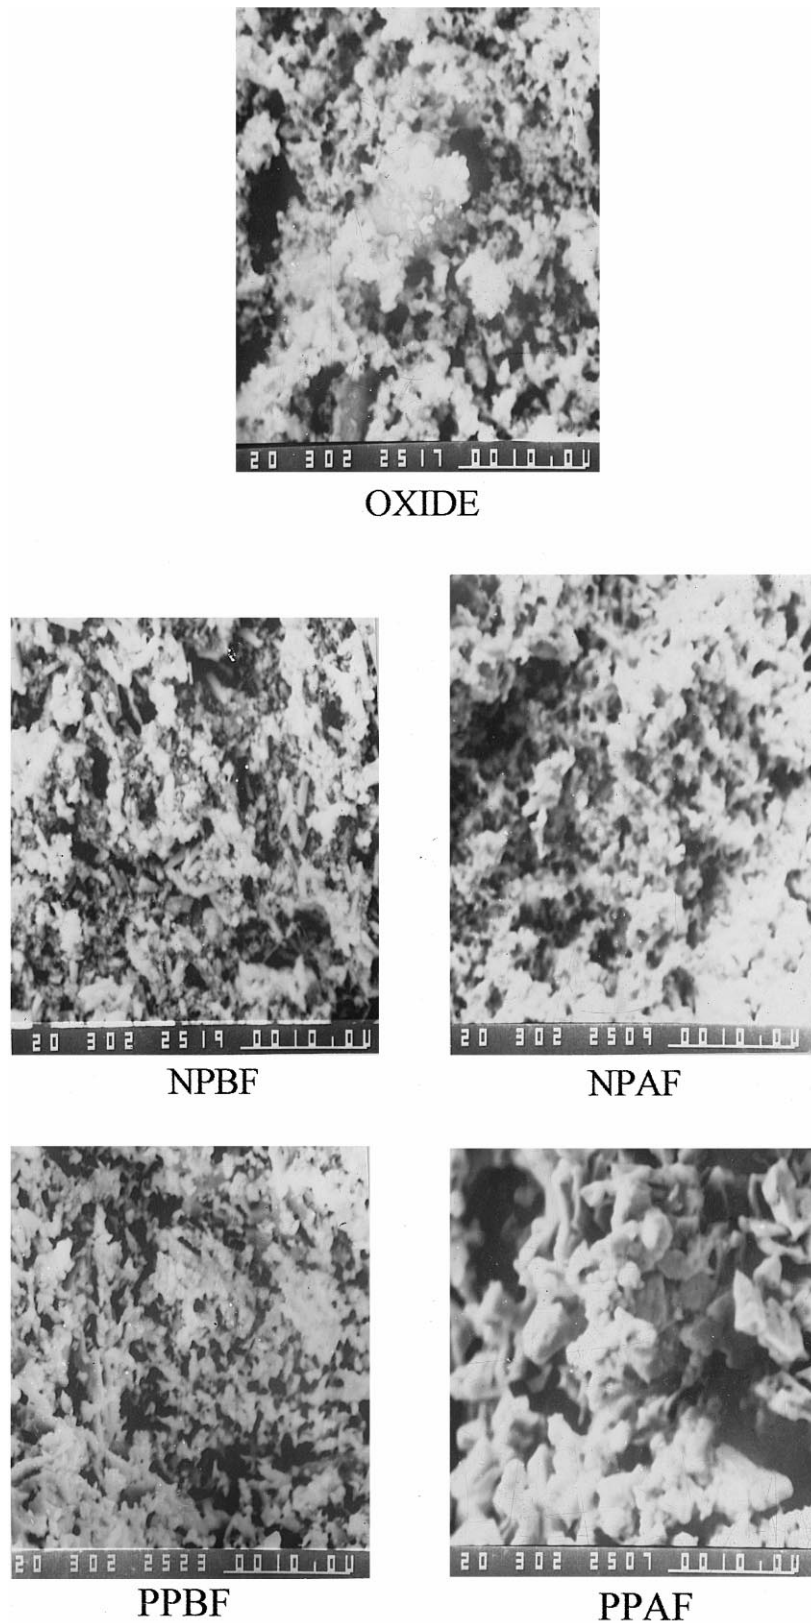 20 302 2517 0010.0U
OXIDE
20 302 2519 0010.0U
20 302 2509 0010.0U
NPBF
NPAF
20 302 2523 0010.0U
20 302 2507 0010.0U
PPBF
PPAF